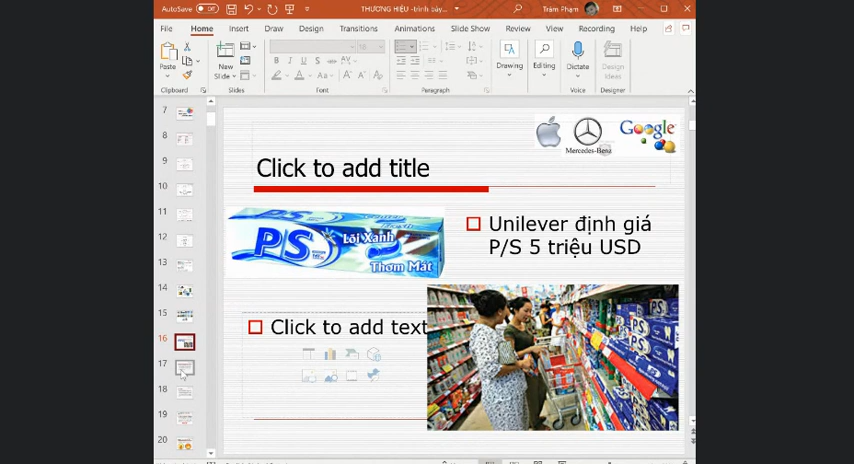 AutoSave
Off
THƯƠNG HIỆU -trình bày...
Trâm Phạm
File
Home
Insert
Draw
Design
Transitions
Animations
Slide Show
Review
View
Recording
Help
Paste
New
Slide
Drawing
Editing
Dictate
Design
Ideas
Clipboard
Slides
Font
Paragraph
Voice
Designer
7
8
9
10
11
12
13
14
15
16
17
18
19
20
Mercedes-Benz
Google
Click to add title
PS
Lõi Xanh
Thơm Mát
Unilever định giá
P/S 5 triệu USD
Click to add text